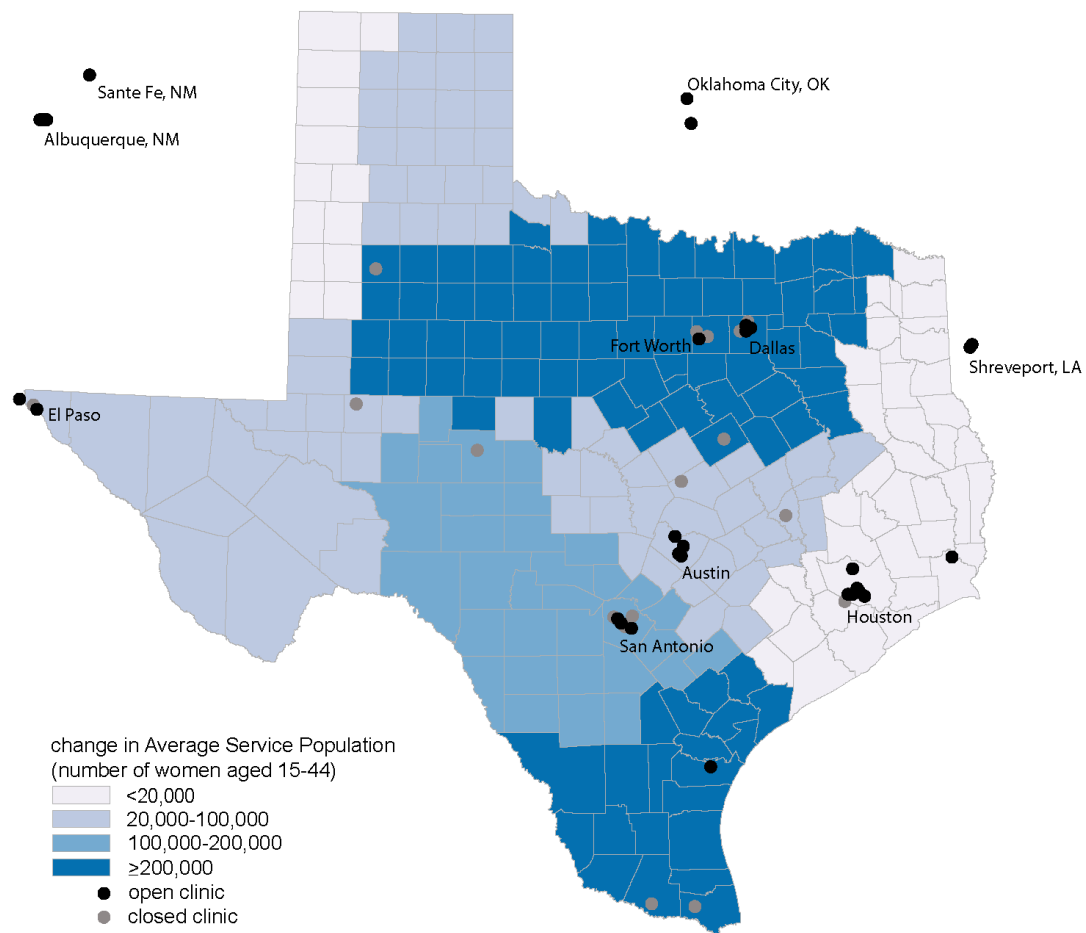 Sante Fe, NM
Oklahoma City, OK
Albuquerque, NM
Fort Worth
Dallas
Shreveport, LA
El Paso
Austin
Houston
San Antonio
change in Average Service Population
(number of women aged 15-44)
<20,000
20,000-100,000
100,000-200,000
≥200,000
open clinic
closed clinic